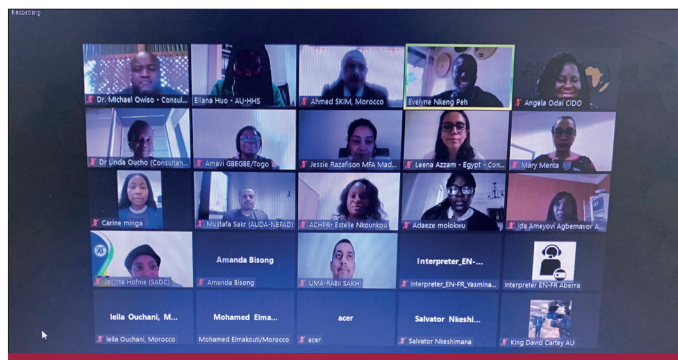 Recording
Dr. Michael Owiso - Consul...
Eliana Huo - AU-HHS
Ahmed SKIM, Morocco
Evelyne Nkeng Peh
Angela Odai CIDO
Dr Linda Oucho (Consultan...
Amavi GBEGBE/Togo
Jessie Razafison MFA Mad...
Leena Azzam - Egypt - Con...
Mary Menta
Carine minga
Mustafa Sakr (AUDA-NEPAD)
ACHPR- Estelle Nkounkou
Adaeze molokwu
Ida Ameyovi Agbemavor A...
Jacinta Hofnie (SADC)
Amanda Bisong
Amanda Bisong
UMA-RABII SAKHI
Interpreter_EN-...
Interpreter_EN-FR_Yasmina...
Interpreter EN-FR Aberra
leila Ouchani, M...
leila Ouchani, Morocco
Mohamed Elma...
Mohamed Elmakouti/Morocco
acer
acer
Salvator Nkeshi...
Salvator Nkeshimana
King David Cartey AU